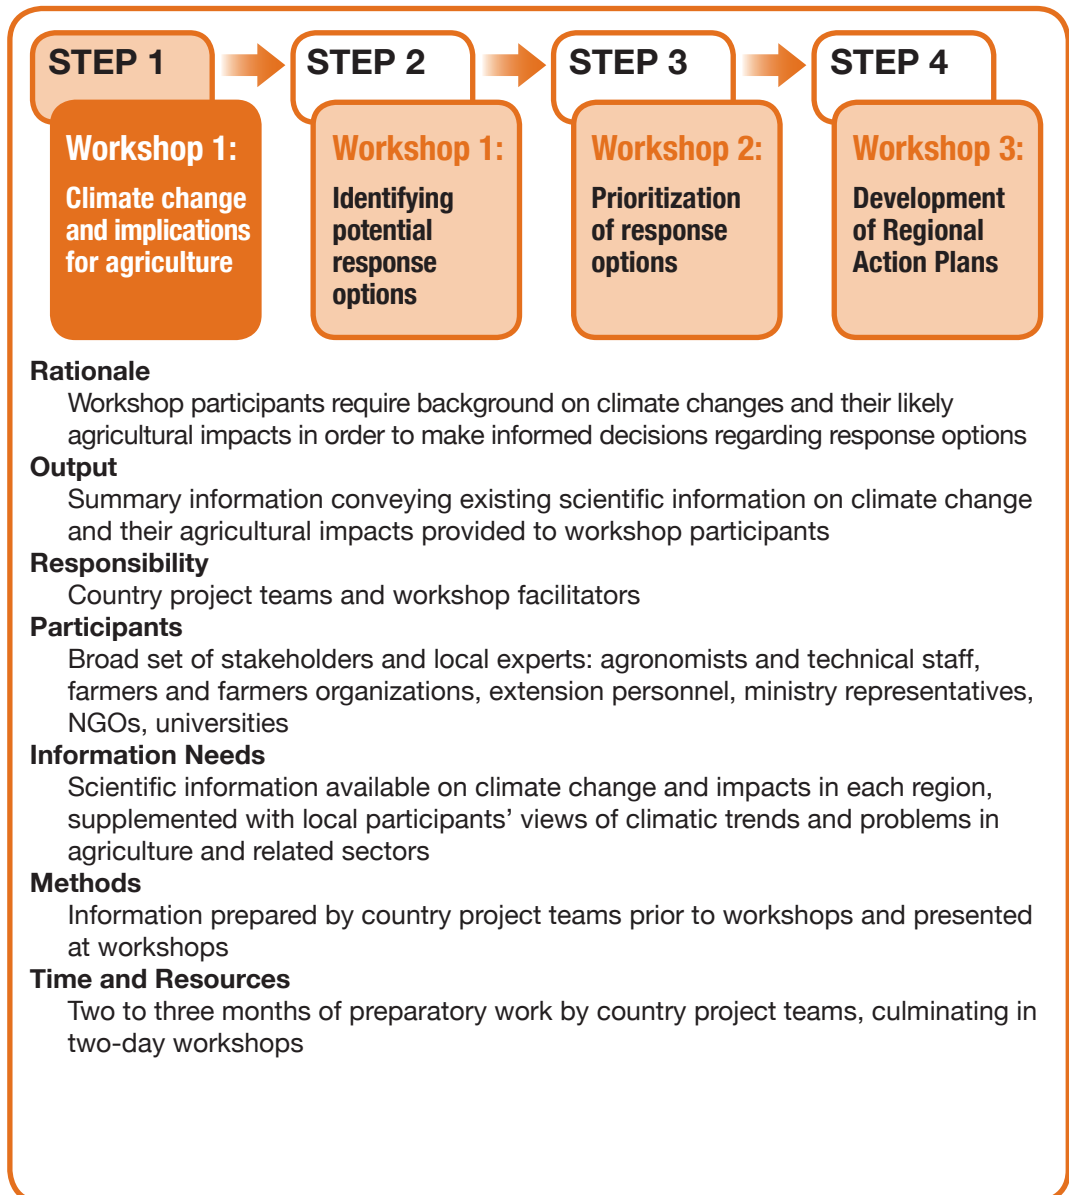 STEP 1
STEP 2
STEP 3
STEP 4
Workshop 1:
Climate change
and implications
for agriculture
Workshop 1:
Identifying
potential
response
options
Workshop 2:
Prioritization
of response
options
Workshop 3:
Development
of Regional
Action Plans
Rationale
Workshop participants require background on climate changes and their likely
agricultural impacts in order to make informed decisions regarding response options
Output
Summary information conveying existing scientific information on climate change
and their agricultural impacts provided to workshop participants
Responsibility
Country project teams and workshop facilitators
Participants
Broad set of stakeholders and local experts: agronomists and technical staff,
farmers and farmers organizations, extension personnel, ministry representatives,
NGOs, universities
Information Needs
Scientific information available on climate change and impacts in each region,
supplemented with local participants’ views of climatic trends and problems in
agriculture and related sectors
Methods
Information prepared by country project teams prior to workshops and presented
at workshops
Time and Resources
Two to three months of preparatory work by country project teams, culminating in
two-day workshops